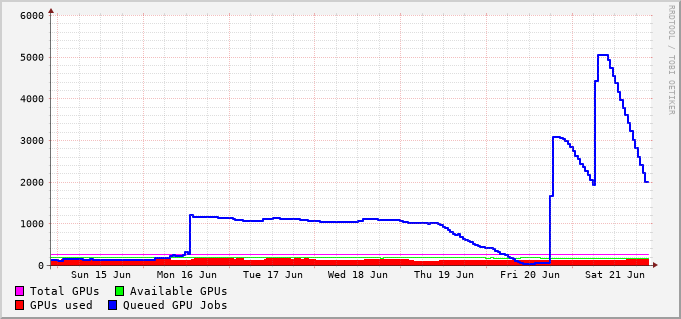 6000
5000
4000
3000
2000
1000
0
Sun 15 Jun Mon 16 Jun Tue 17 Jun Wed 18 Jun Thu 19 Jun Fri 20 Jun Sat 21 Jun
Total GPUs Available GPUs
GPUs used Queued GPU Jobs
RRDTOOL / TOBI OETIKER